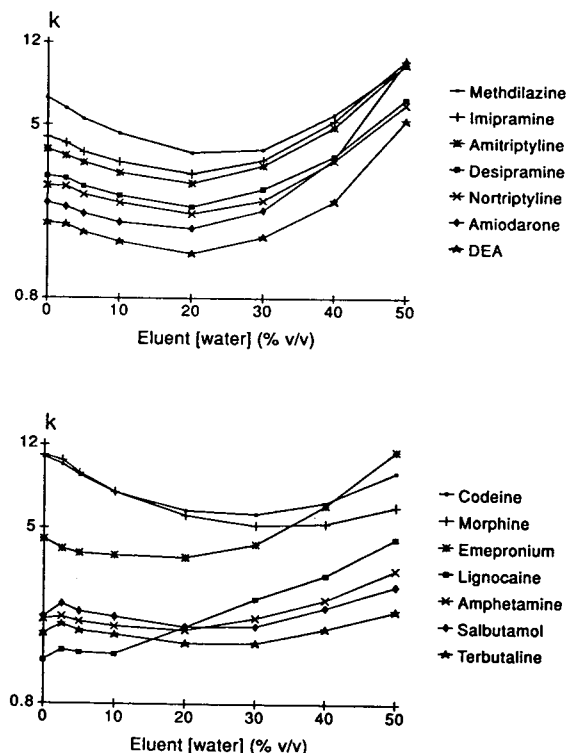 k
12
5
0.8
0 10 20 30 40 50
Eluent [water] (% v/v)
Methdilazine
Imipramine
Amitriptyline
Desipramine
Nortriptyline
Amiodarone
DEA
k
12
5
0.8
0 10 20 30 40 50
Eluent [water] (% v/v)
Codeine
Morphine
Emepronium
Lignocaine
Amphetamine
Salbutamol
Terbutaline